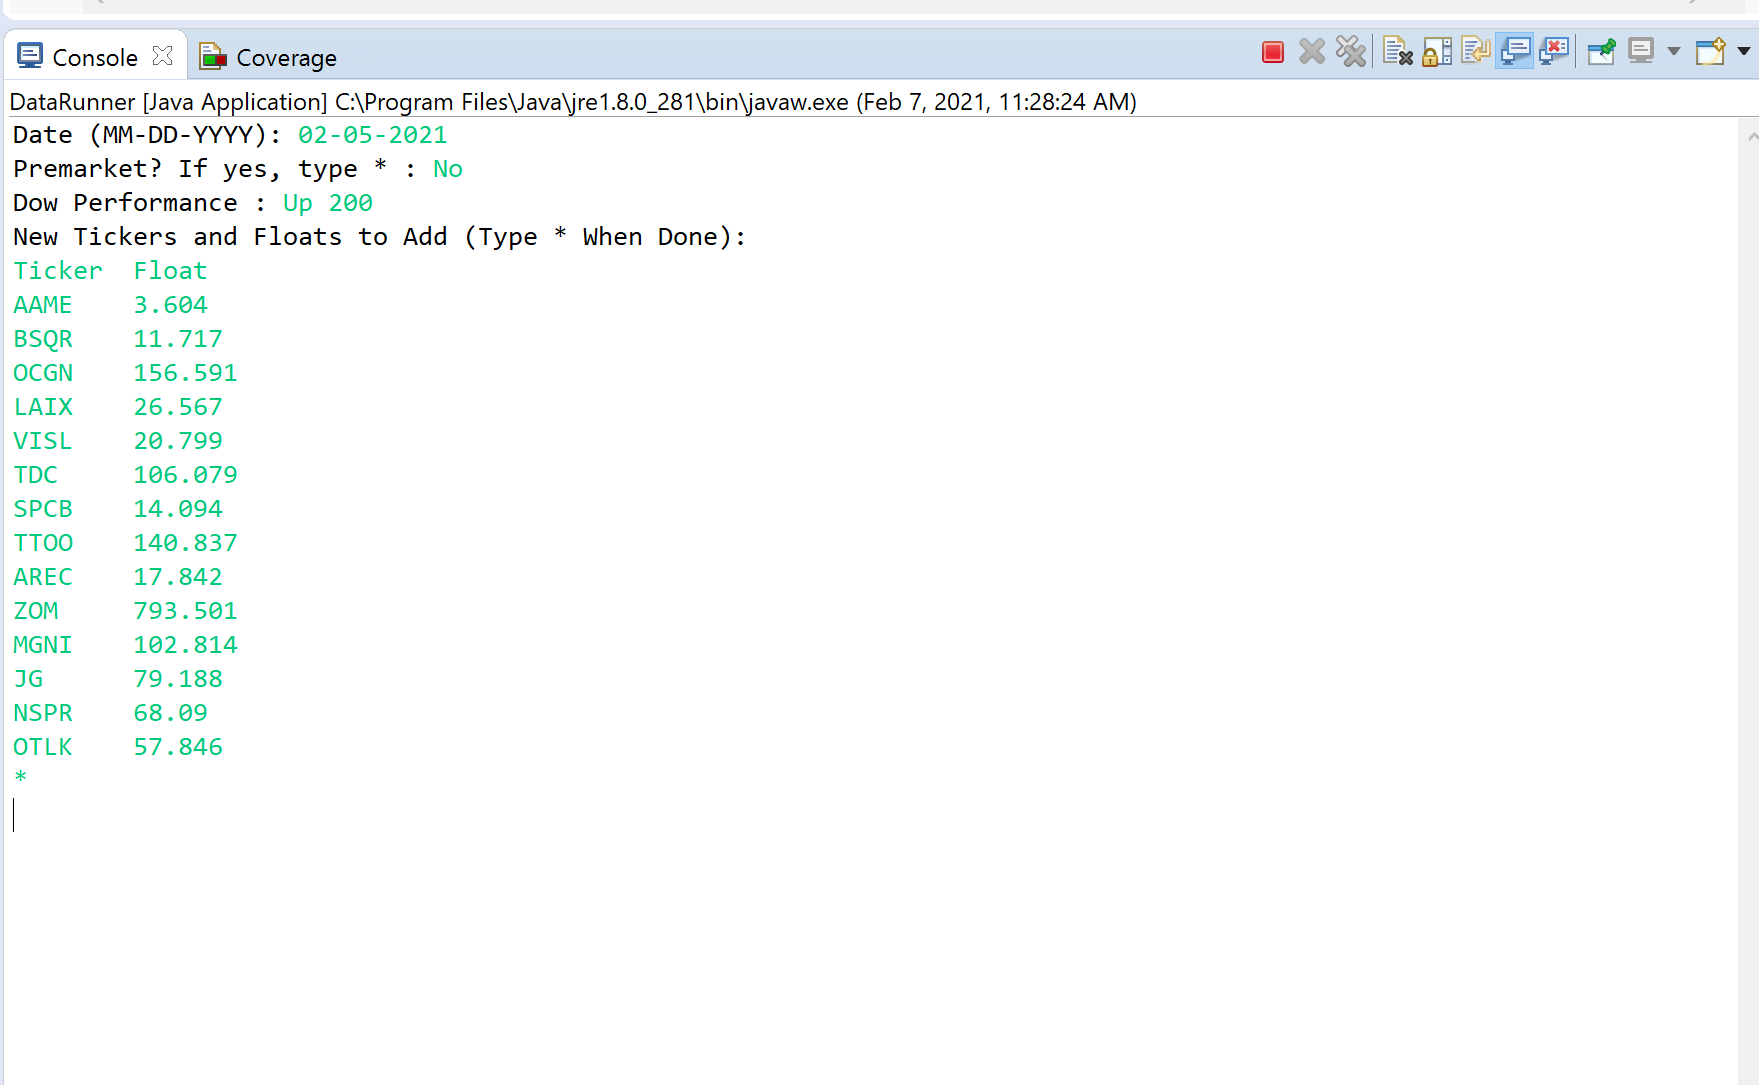 Console
Coverage
DataRunner [Java Application] C:\Program Files\Java\jre1.8.0_281\bin\javaw.exe (Feb 7, 2021, 11:28:24 AM)
Date (MM-DD-YYYY): 02-05-2021
Premarket? If yes, type * : No
Dow Performance : Up 200
New Tickers and Floats to Add (Type * When Done):
Ticker  Float
AAME    3.604
BSQR    11.717
OCGN    156.591
LAIX    26.567
VISL    20.799
TDC     106.079
SPCB    14.094
TTOO    140.837
AREC    17.842
ZOM     793.501
MGNI    102.814
JG      79.188
NSPR    68.09
OTLK    57.846
*